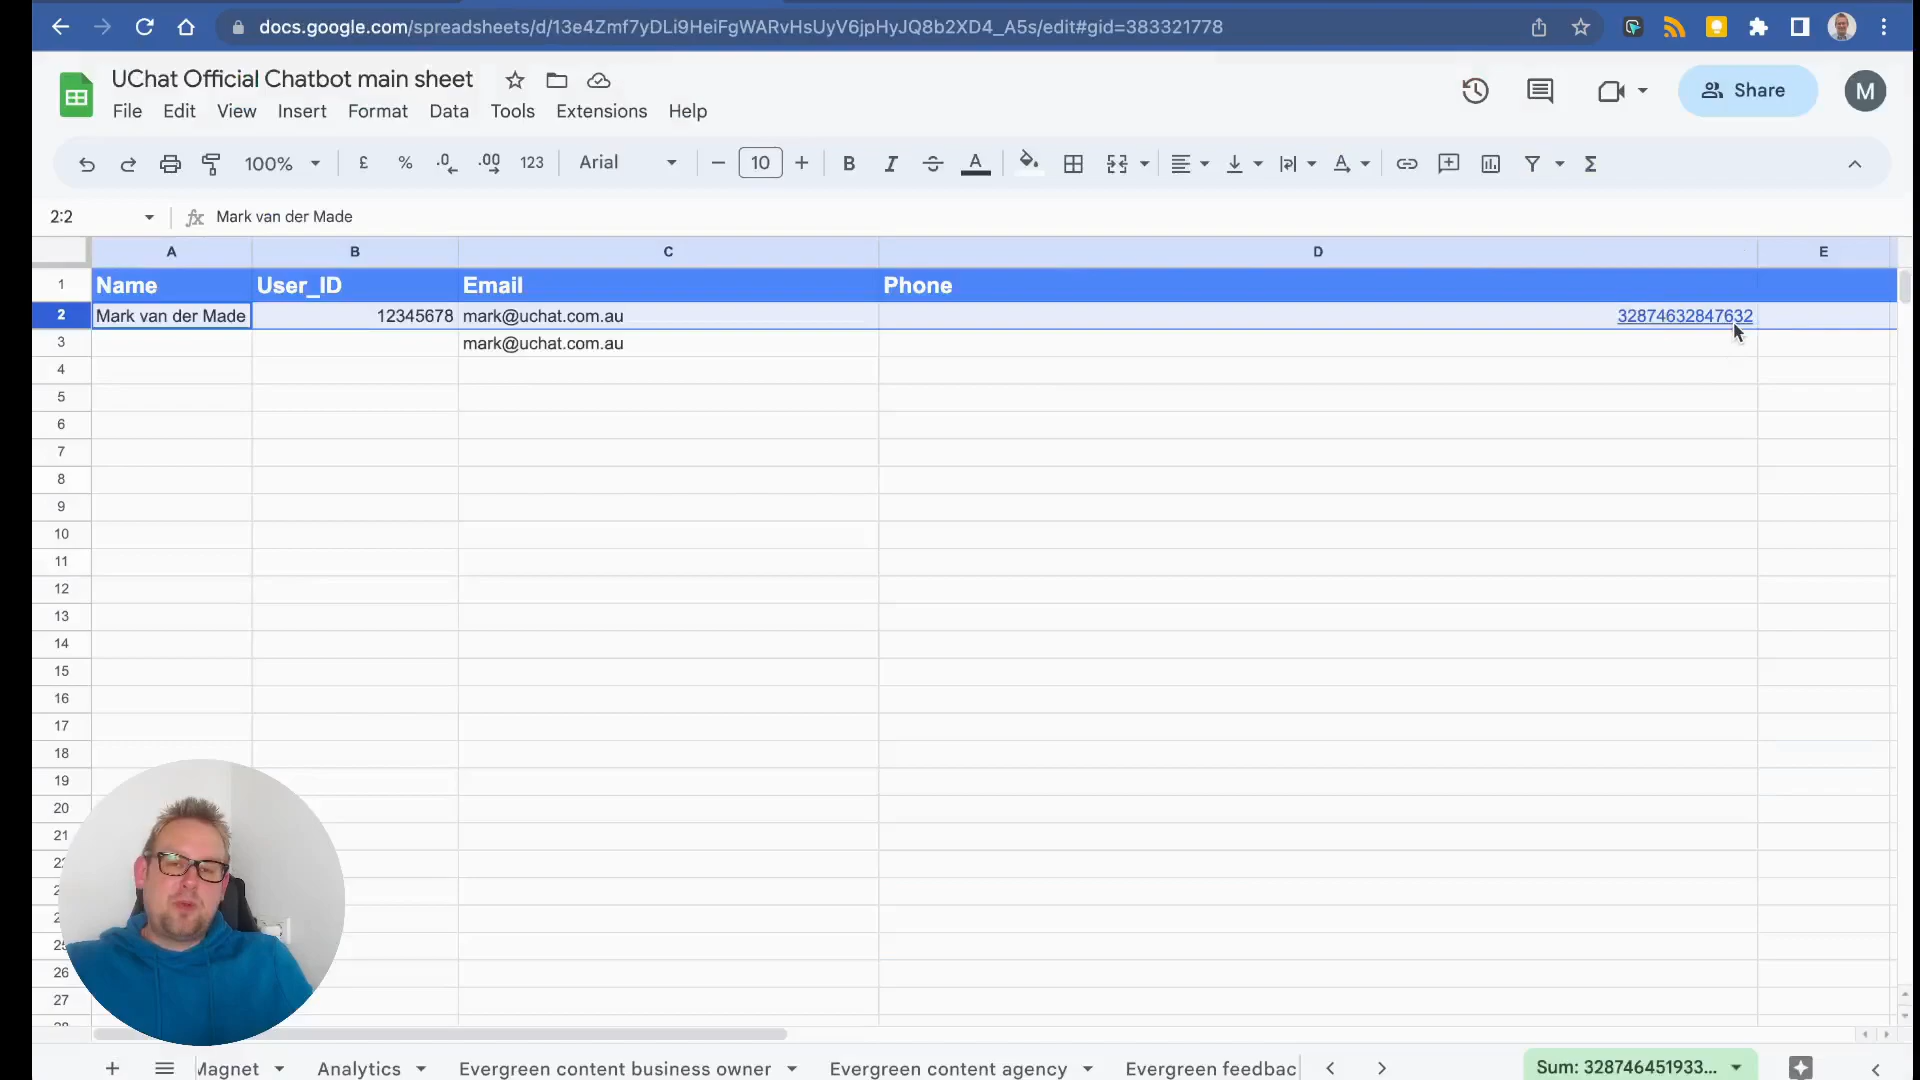 docs.google.com/spreadsheets/d/13e4Zmf7yDLi9HeiFgWARvHsUyV6jpHyJQ8b2XD4_A5s/edit#gid=383321778
UChat Official Chatbot main sheet
File Edit View Insert Format Data Tools Extensions Help
Share
M
100% £ % .0 .00 123 Arial 10 B I A
2:2 fx Mark van der Made
A B C D E
1 Name User_ID Email Phone
2 Mark van der Made 12345678 mark@uchat.com.au 32874632847632
3 mark@uchat.com.au
4
5
6
7
8
9
10
11
12
13
14
15
16
17
18
19
20
21
26
27
Magnet Analytics Evergreen content business owner Evergreen content agency Evergreen feedbac Sum: 328746451933...